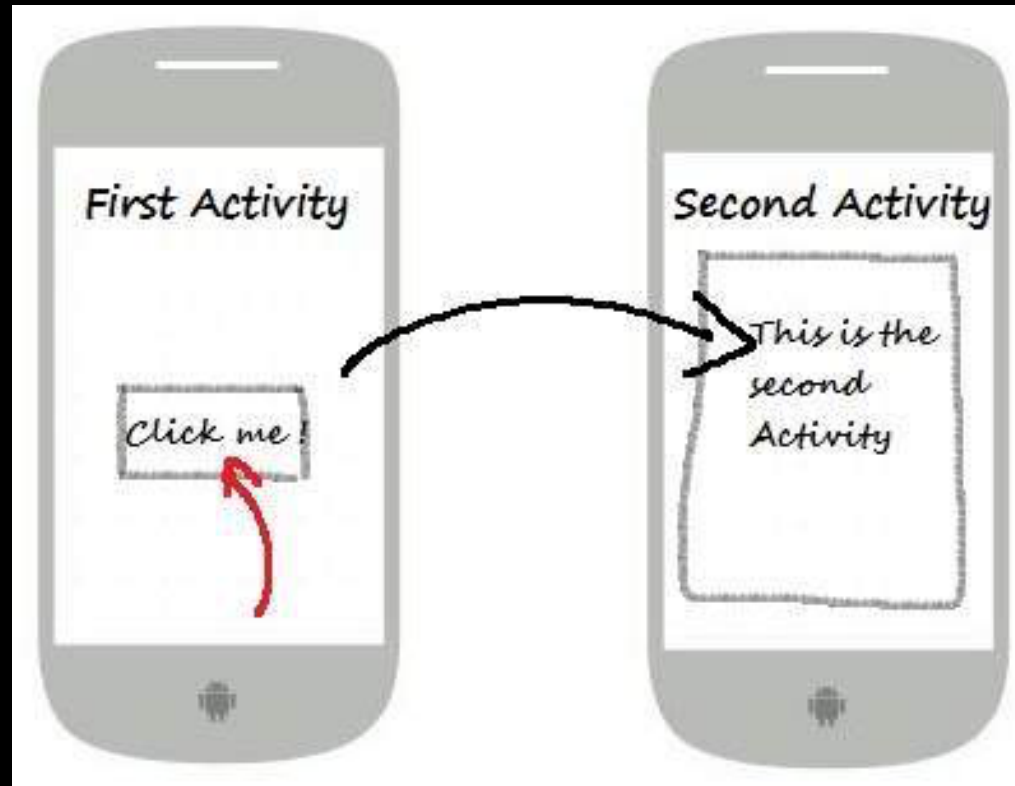 First Activity
Click me !
Second Activity
This is the
second
Activity